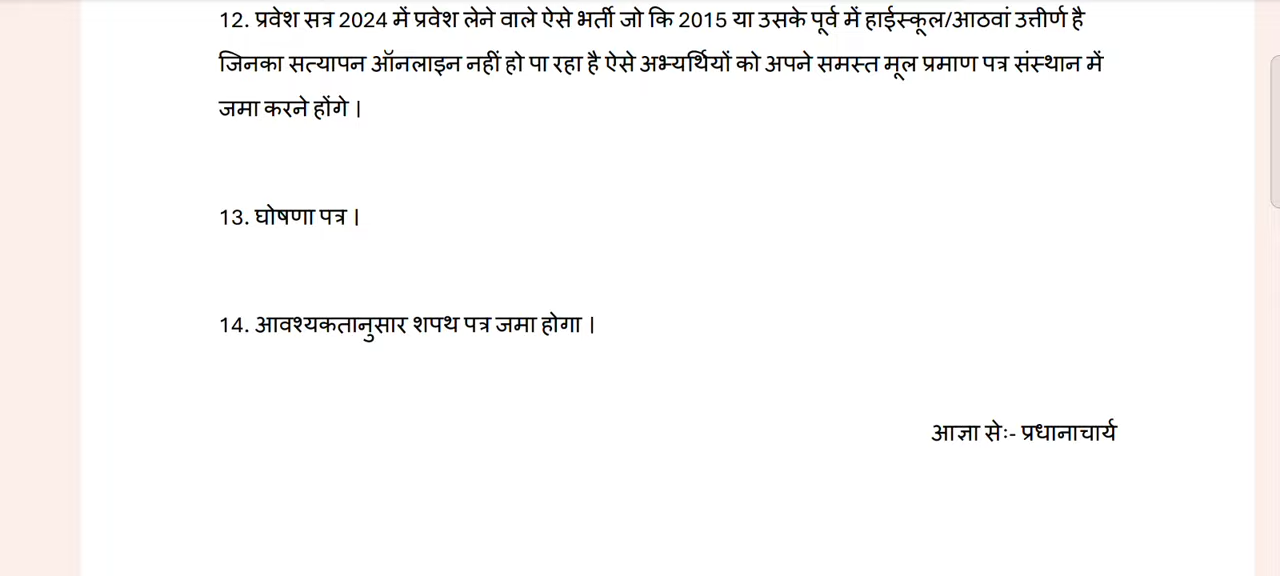 12. प्रवेश सत्र 2024 में प्रवेश लेने वाले ऐसे भर्ती जो कि 2015 या उसके पूर्व में हाईस्कूल/आठवां उत्तीर्ण है
जिनका सत्यापन ऑनलाइन नहीं हो पा रहा है ऐसे अभ्यर्थियों को अपने समस्त मूल प्रमाण पत्र संस्थान में
जमा करने होंगे |
13. घोषणा पत्र |
14. आवश्यकतानुसार शपथ पत्र जमा होगा |
आज्ञा सेः- प्रधानाचार्य